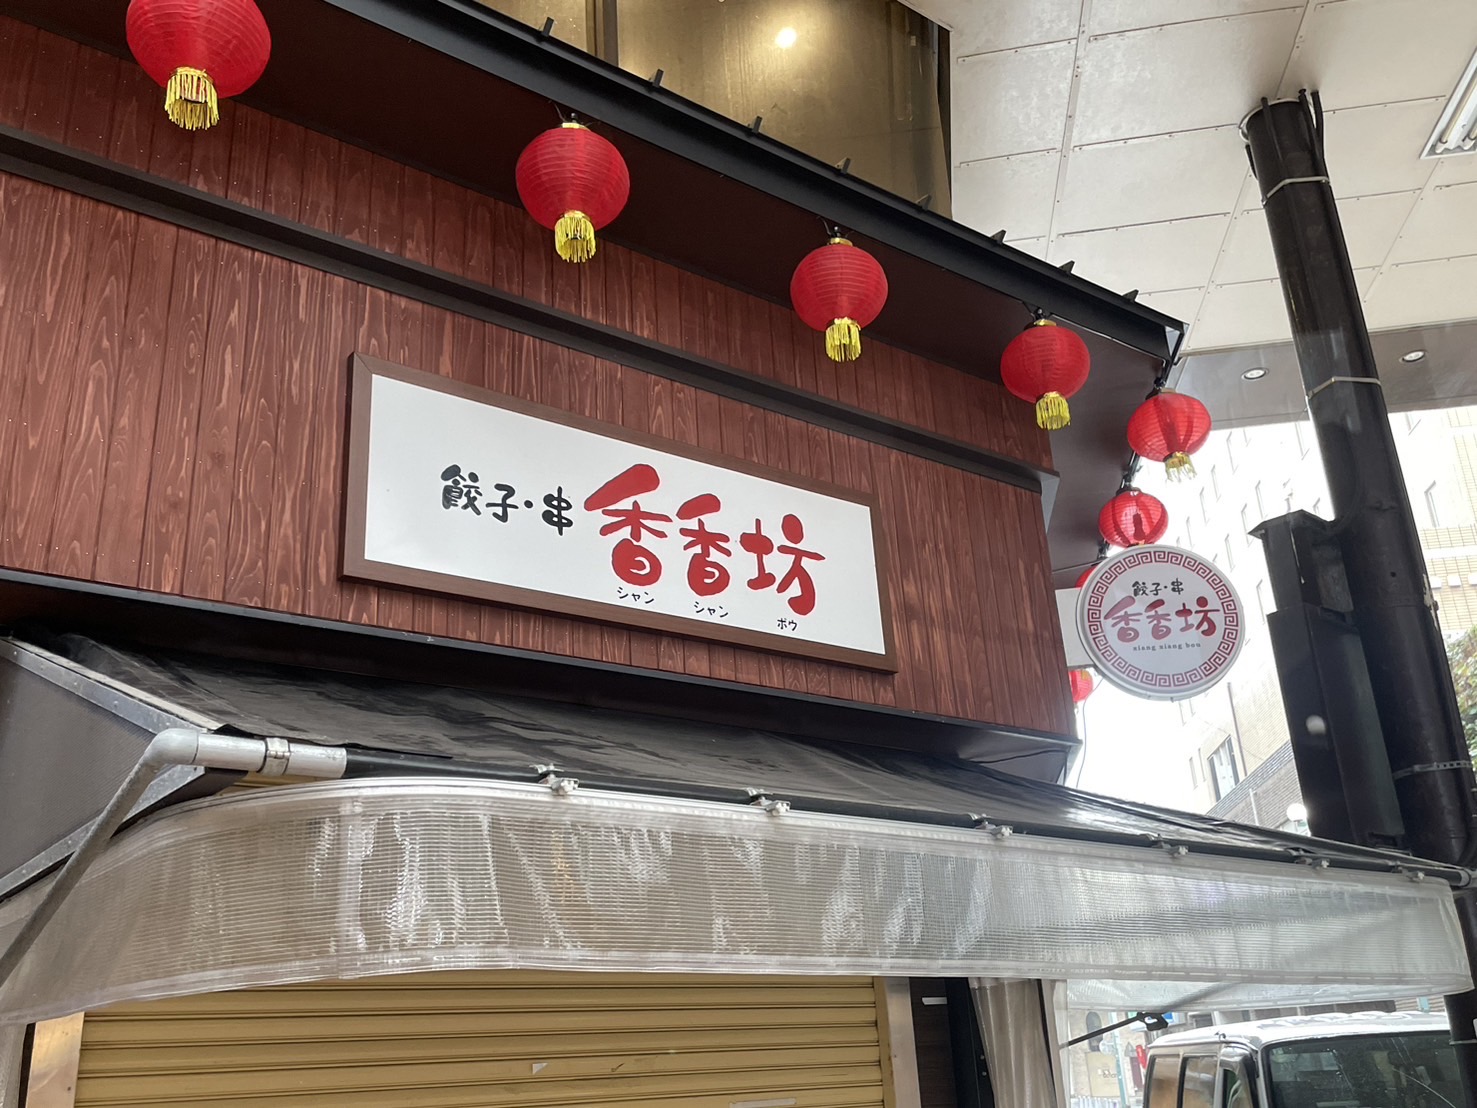 餃子・串 香香坊
シャン シャン ボウ
餃子・串
香香坊
xiang xiang bou